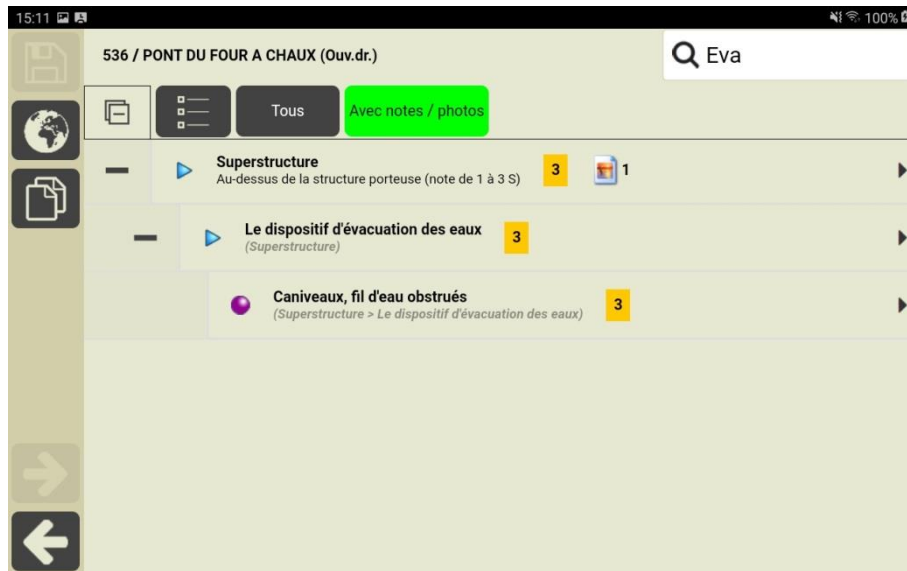 15:11 100%
536 / PONT DU FOUR A CHAUX (Ouv.dr.)
Eva
Tous
Avec notes / photos
Superstructure
Au-dessus de la structure porteuse (note de 1 à 3 S)
3
1
Le dispositif d'évacuation des eaux
(Superstructure)
3
Caniveaux, fil d'eau obstrués
(Superstructure > Le dispositif d'évacuation des eaux)
3